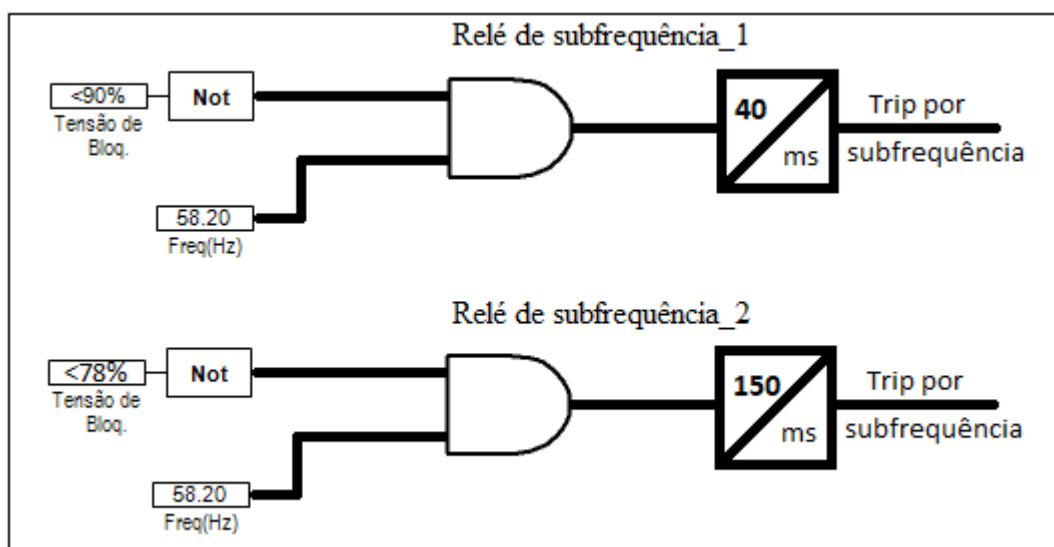 Relé de subfrequência_1
<90%
Not
Tensão de
Bloq.
40
ms
Trip por
subfrequência
58.20
Freq(Hz)
Relé de subfrequência_2
<78%
Not
Tensão de
Bloq.
150
ms
Trip por
subfrequência
58.20
Freq(Hz)